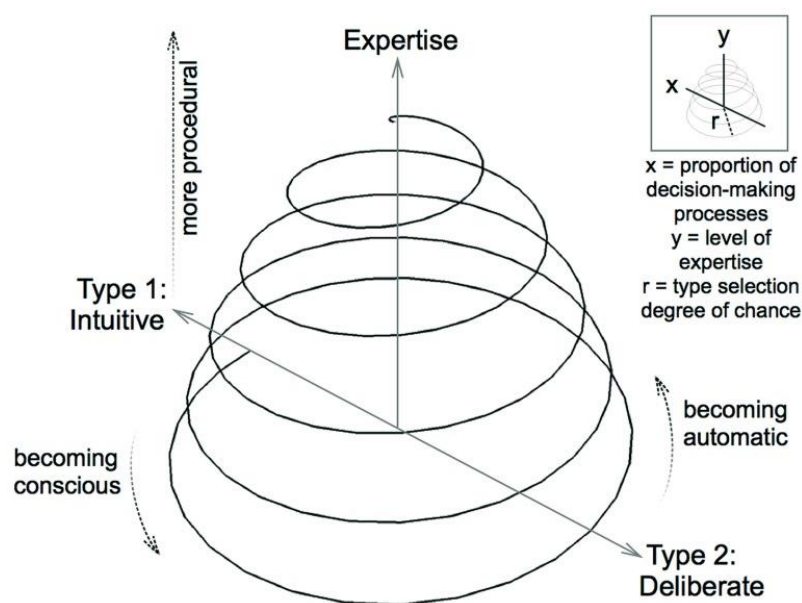 Expertise
more procedural
y
x
r
x = proportion of
decision-making
processes
y = level of
expertise
r = type selection
degree of chance
Type 1:
Intuitive
becoming
automatic
becoming
conscious
Type 2:
Deliberate